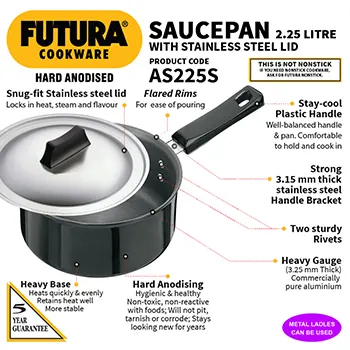 FUTURA®
COOKWARE
HARD ANODISED
SAUCEPAN 2.25 LITRE
WITH STAINLESS STEEL LID
PRODUCT CODE
AS225S
THIS IS NOT NONSTICK
IF YOU NEED NONSTICK COOKWARE,
ASK FOR FUTURA NONSTICK.
Snug-fit Stainless steel lid
Locks in heat, steam and flavour
Flared Rims
For ease of pouring
Stay-cool
Plastic Handle
Well-balanced handle
& pan. Comfortable
to hold and cook in
Strong
3.15 mm thick
stainless steel
Handle Bracket
Two sturdy
Rivets
Heavy Gauge
(3.25 mm Thick)
Commercially
pure aluminium
Heavy Base
Heats quickly & evenly
Retains heat well
More stable
Hard Anodising
Hygienic & healthy
Non-toxic, non-reactive
with foods; Will not pit,
tarnish or corrode; Stays
looking new for years
5
YEAR
GUARANTEE
METAL LADLES
CAN BE USED